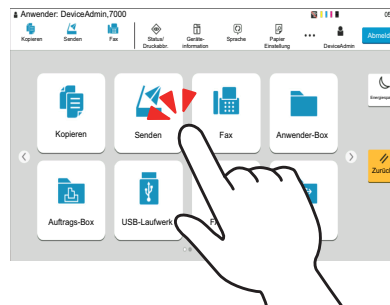 Anwender: DeviceAdmin,7000
Kopieren
Senden
Fax
Status/
Druckabbr.
Geräte-
information
Sprache
Papier
Einstellung
DeviceAdmin
Abmeld
Kopieren
Senden
Fax
Anwender-Box
Zurück
Auftrags-Box
USB-Laufwerk